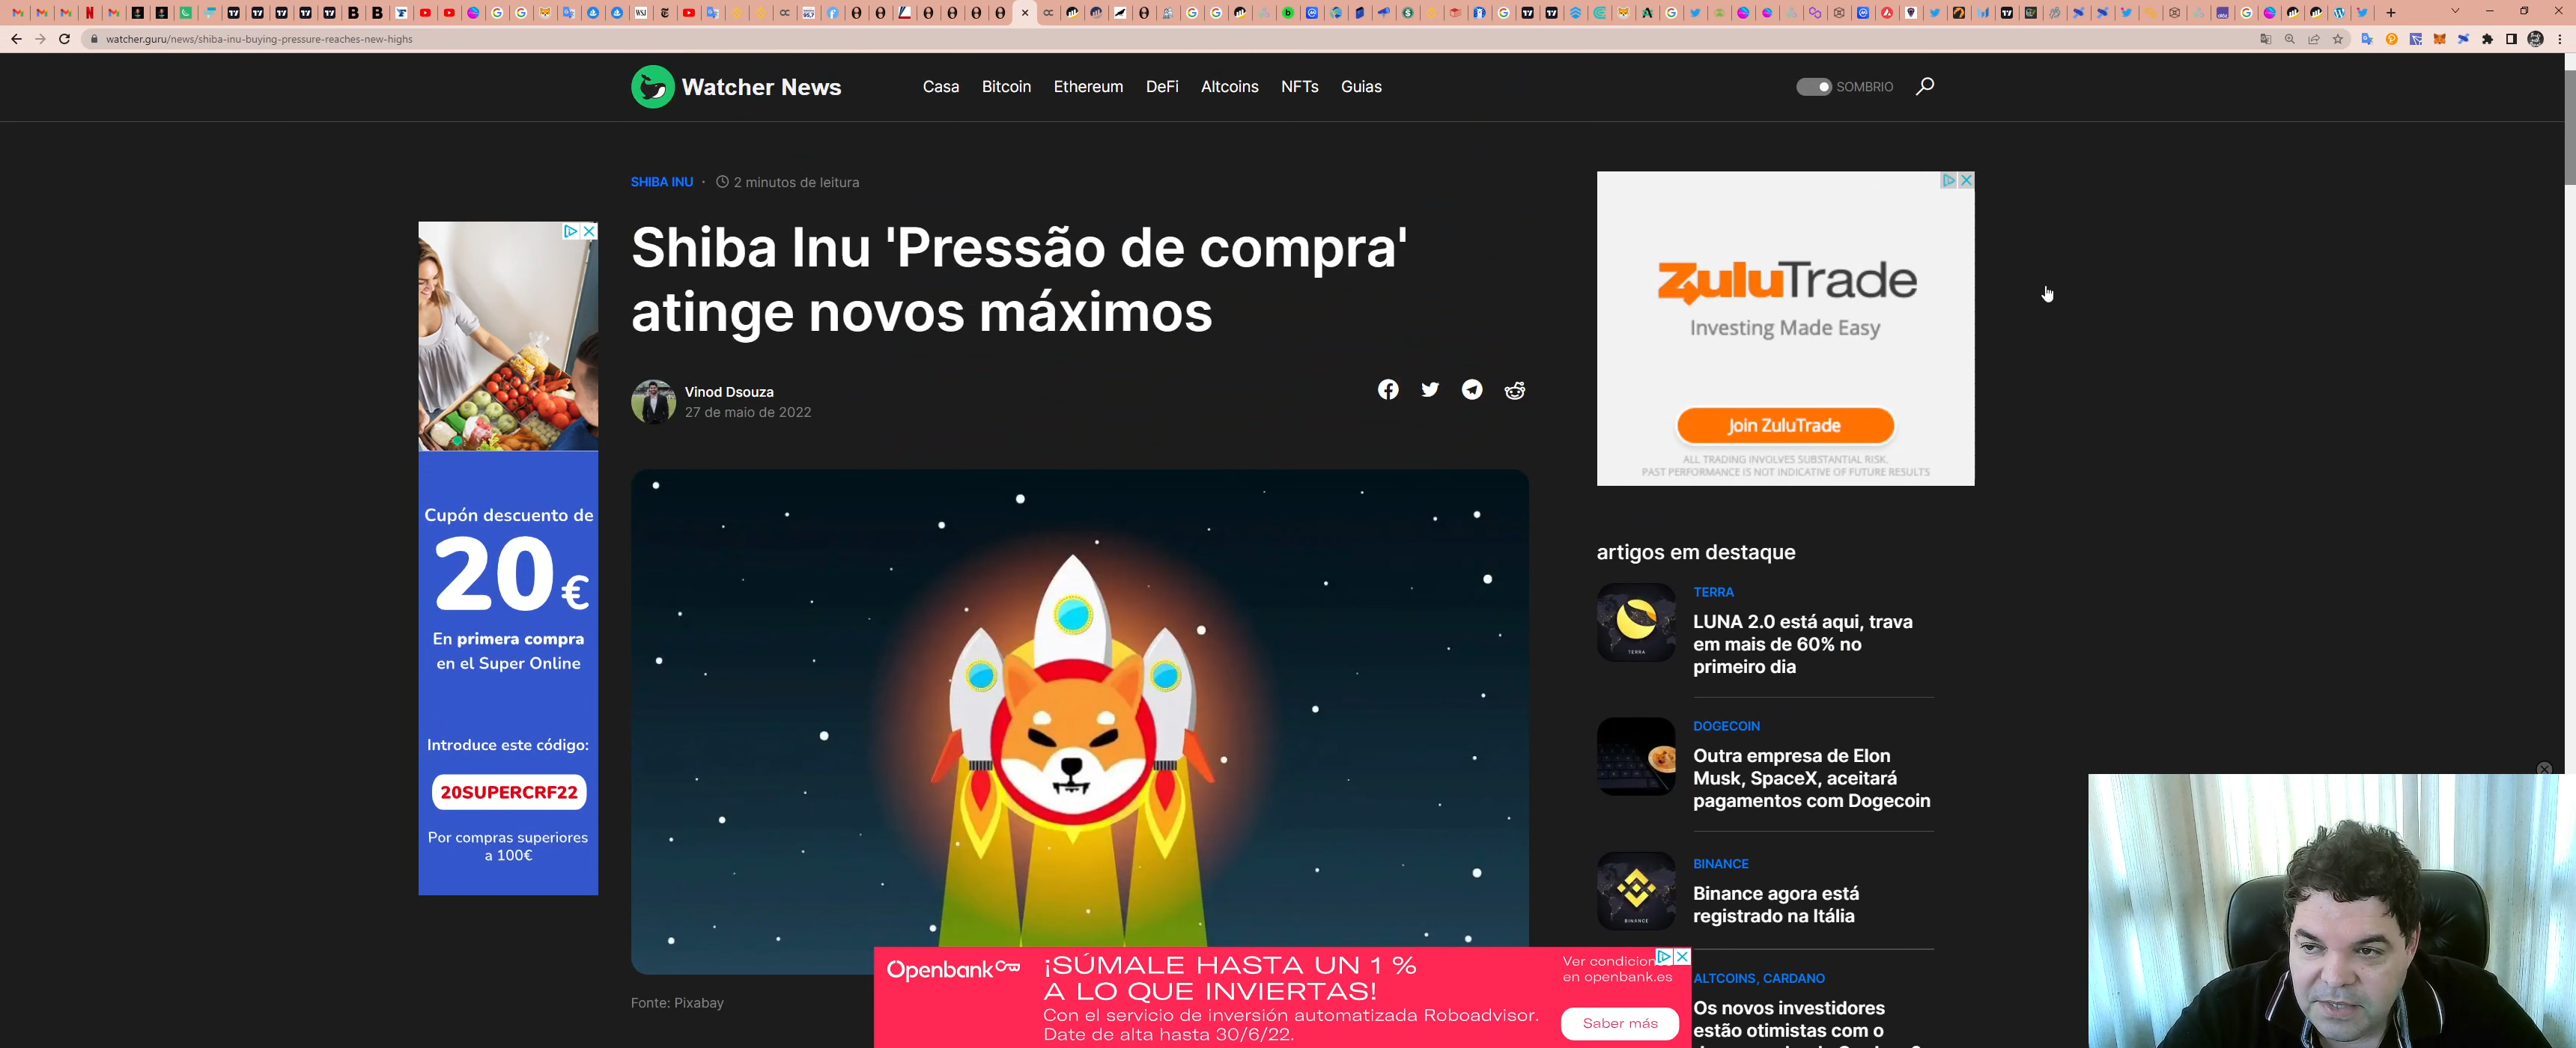 watcher.guru/news/shiba-inu-buying-pressure-reaches-new-highs
Watcher News
Casa
Bitcoin
Ethereum
DeFi
Altcoins
NFTs
Guias
SOMBRIO
SHIBA INU · 2 minutos de leitura
Shiba Inu 'Pressão de compra'
atinge novos máximos
Vinod Dsouza
27 de maio de 2022
Fonte: Pixabay
Cupón descuento de
20 €
En primera compra
en el Super Online
Introduce este código:
20SUPERCRF22
Por compras superiores
a 100€
ZuluTrade
Investing Made Easy
Join ZuluTrade
ALL TRADING INVOLVES SUBSTANTIAL RISK.
PAST PERFORMANCE IS NOT INDICATIVE OF FUTURE RESULTS
artigos em destaque
TERRA
TERRA
LUNA 2.0 está aqui, trava
em mais de 60% no
primeiro dia
DOGECOIN
Outra empresa de Elon
Musk, SpaceX, aceitará
pagamentos com Dogecoin
BINANCE
BINANCE
Binance agora está
registrado na Itália
ALTCOINS, CARDANO
Os novos investidores
estão otimistas com o
Openbank
¡SÚMALE HASTA UN 1 %
A LO QUE INVIERTAS!
Con el servicio de inversión automatizada Roboadvisor.
Date de alta hasta 30/6/22.
Ver condicion
en openbank.es
Saber más